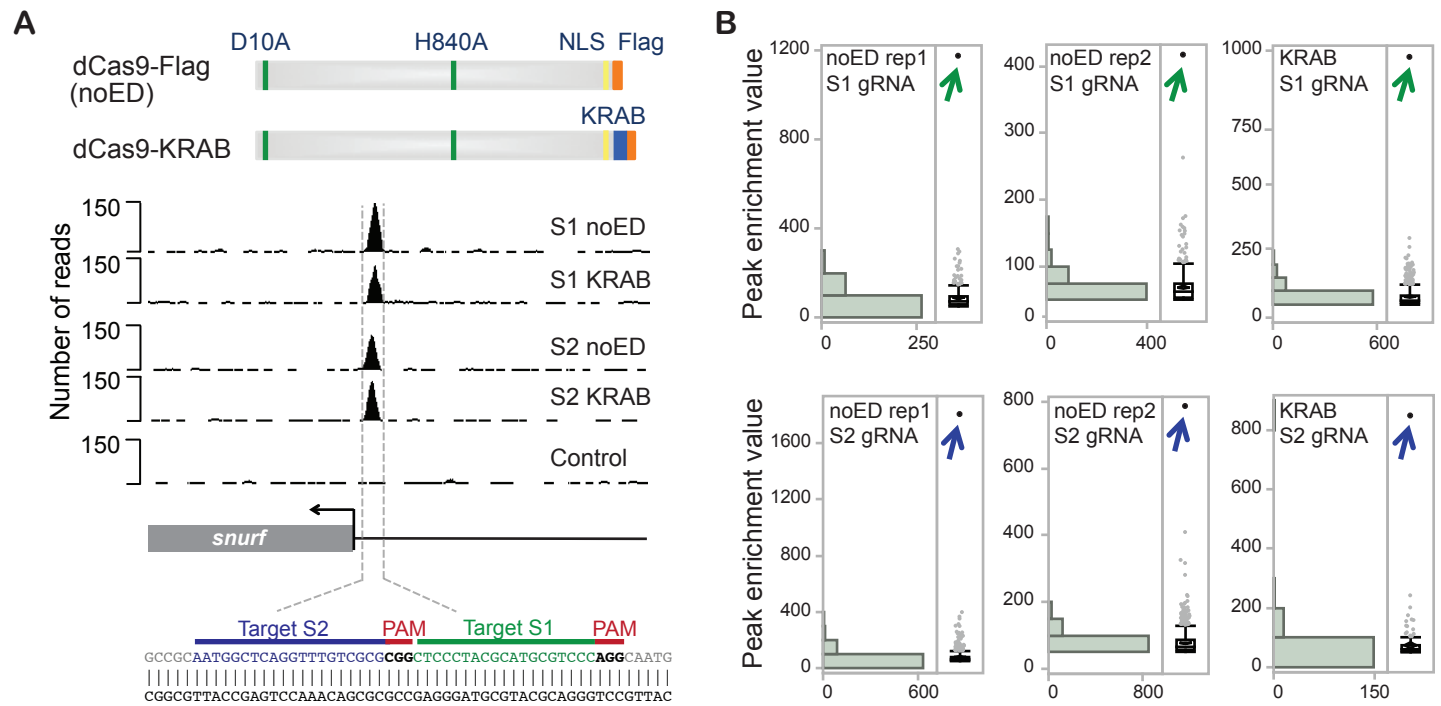 A
D10A H840A NLS Flag
dCas9-Flag
(noED)
KRAB
dCas9-KRAB
Number of reads
150
S1 noED
150
S1 KRAB
150
S2 noED
150
S2 KRAB
150
Control
snurf
Target S2 PAM Target S1 PAM
GCCGCAATGGCTCAGGTTTGTCGCGCGGCTCCCTACGCATGCGTCCCAGGCAATG
CGGCGTTACCGAGTCCAAACAGCGCGCCGAGGGATGCGTACGCAGGGTCCGTTAC
B
Peak enrichment value
1200
800
400
0
0 250
noED rep1
S1 gRNA
400
300
200
100
0
0 400
noED rep2
S1 gRNA
1000
750
500
250
0
0 600
KRAB
S1 gRNA
Peak enrichment value
1600
1200
800
400
0
0 600
noED rep1
S2 gRNA
800
600
400
200
0
0 800
noED rep2
S2 gRNA
800
600
400
200
0
0 150
KRAB
S2 gRNA